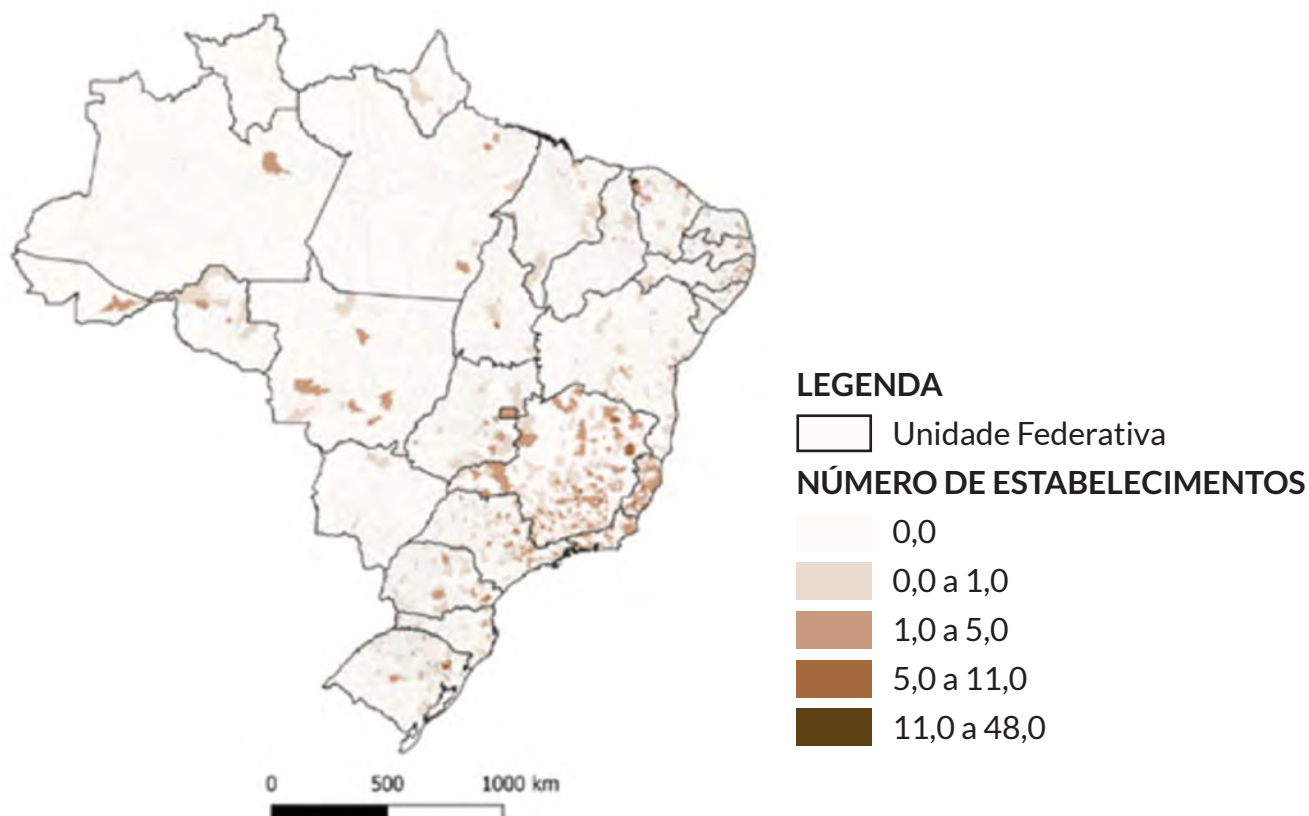 LEGENDA
Unidade Federativa
NÚMERO DE ESTABELECIMENTOS
0,0
0,0 a 1,0
1,0 a 5,0
5,0 a 11,0
11,0 a 48,0
0 500 1000 km